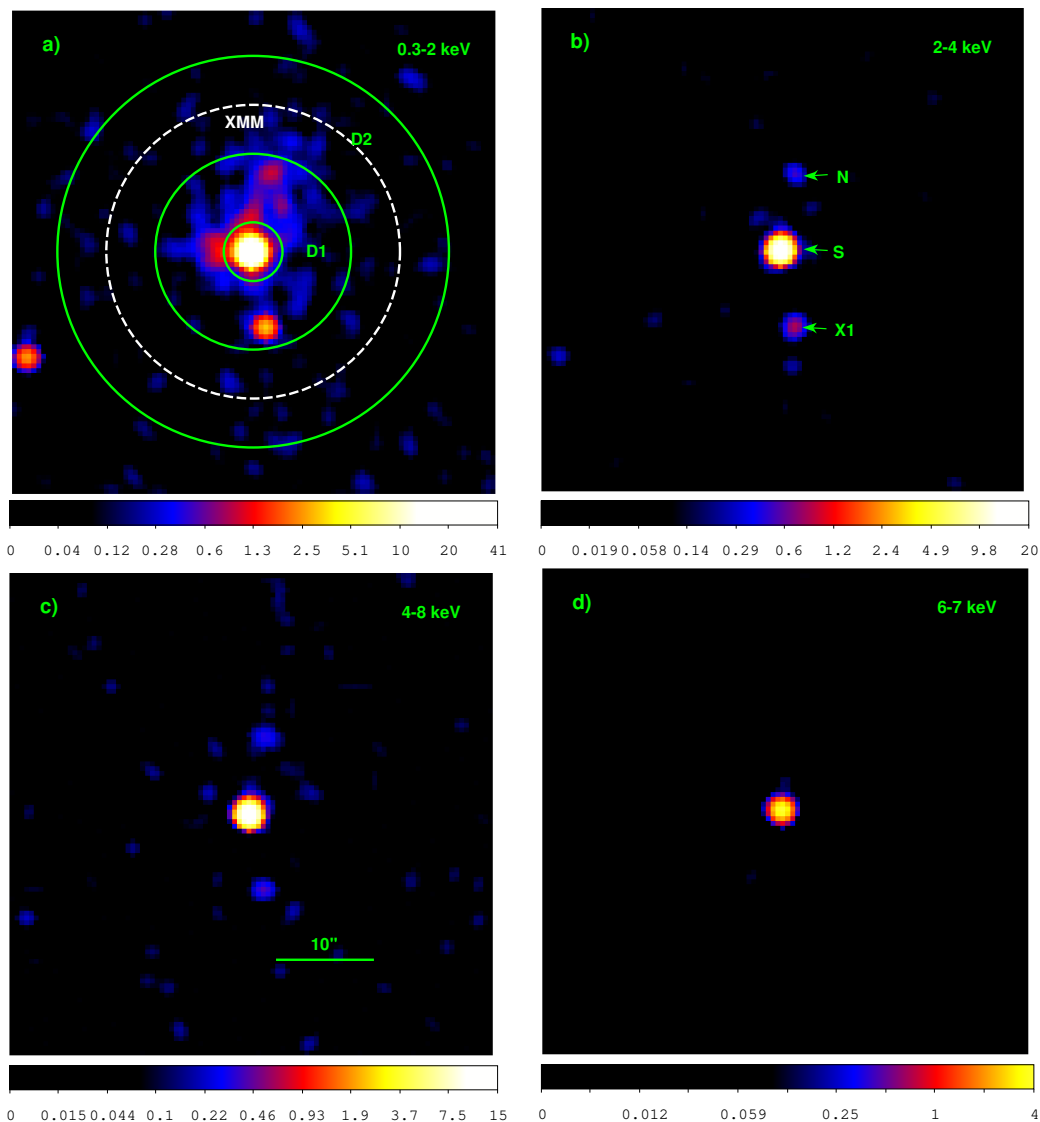 a)
0.3-2 keV
XMM
D2
D1
0 0.04 0.12 0.28 0.6 1.3 2.5 5.1 10 20 41
b)
2-4 keV
N
S
X1
0 0.019 0.058 0.14 0.29 0.6 1.2 2.4 4.9 9.8 20
c)
4-8 keV
10"
0 0.015 0.044 0.1 0.22 0.46 0.93 1.9 3.7 7.5 15
d)
6-7 keV
0 0.012 0.059 0.25 1 4